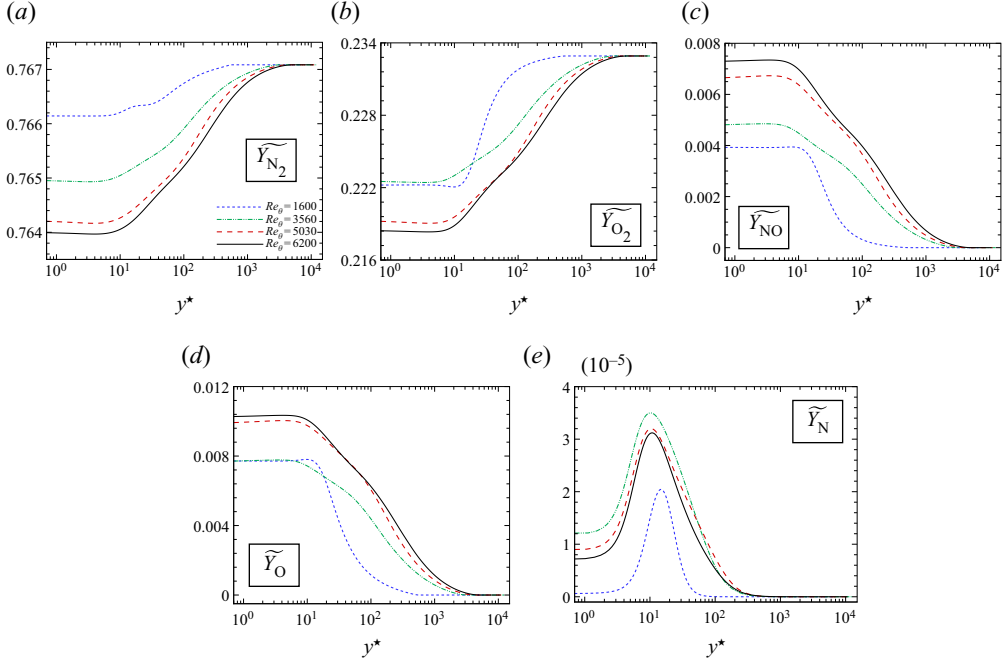 (a)
0.767
0.766
0.765
0.764
Y_N2
Re_θ = 1600
Re_θ = 3560
Re_θ = 5030
Re_θ = 6200
10^0 10^1 10^2 10^3 10^4
y★
(b)
0.234
0.228
0.222
0.216
Y_O2
10^0 10^1 10^2 10^3 10^4
y★
(c)
0.008
0.006
0.004
0.002
0
Y_NO
10^0 10^1 10^2 10^3 10^4
y★
(d)
0.012
0.008
0.004
0
Y_O
10^0 10^1 10^2 10^3 10^4
y★
(e) (10^−5)
4
3
2
1
0
Y_N
10^0 10^1 10^2 10^3 10^4
y★